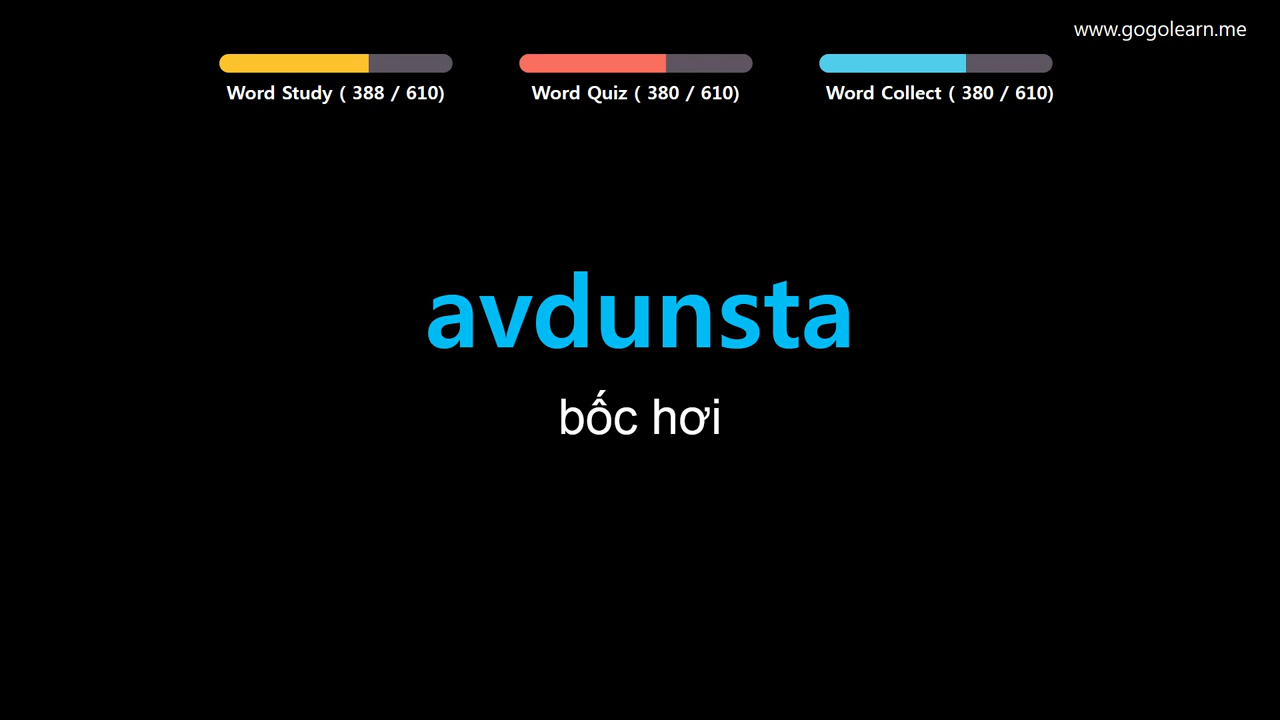 www.gogolearn.me
Word Study ( 388 / 610)
Word Quiz ( 380 / 610)
Word Collect ( 380 / 610)
avdunsta
bốc hơi